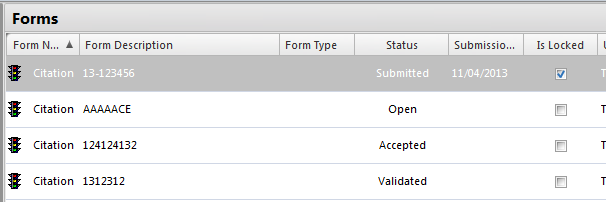 Forms
Form N... Form Description Form Type Status Submissio... Is Locked U
Citation 13-123456 Submitted 11/04/2013 T
Citation AAAAACE Open T
Citation 124124132 Accepted T
Citation 1312312 Validated T